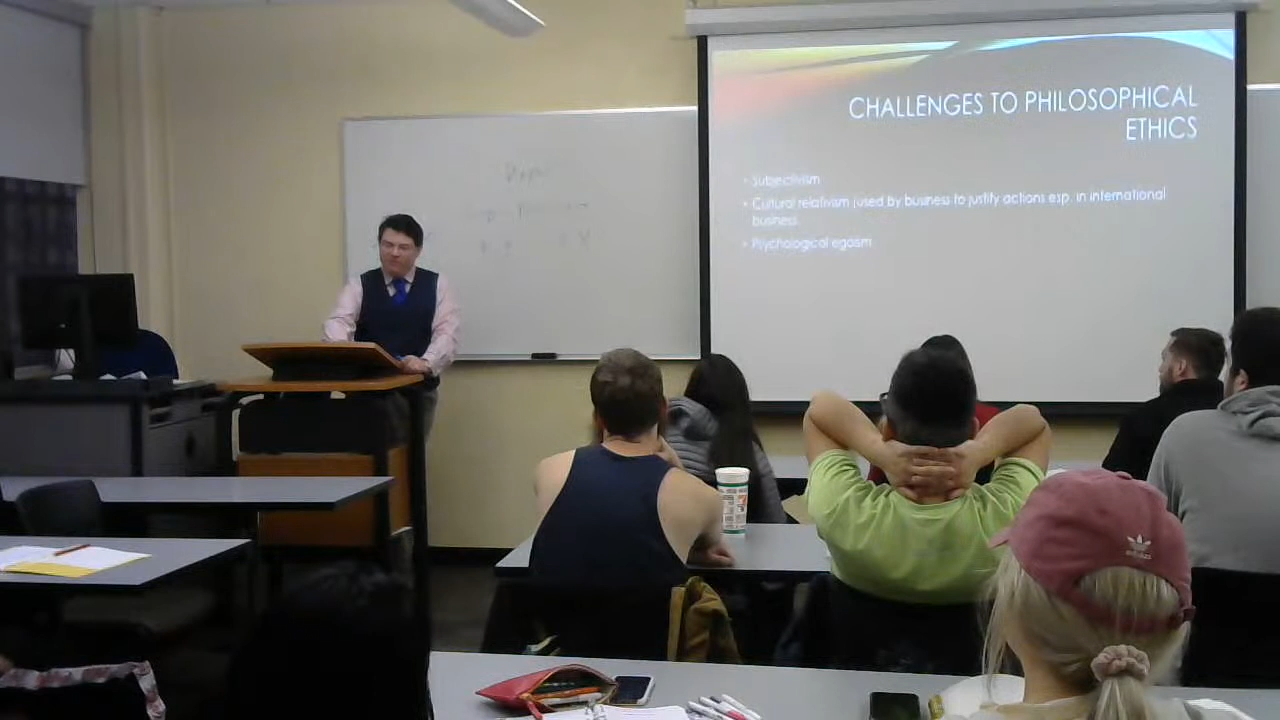 CHALLENGES TO PHILOSOPHICAL
ETHICS
• Subjectivism
• Cultural relativism (used by business to justify actions esp. in international
business
• Psychological egoism